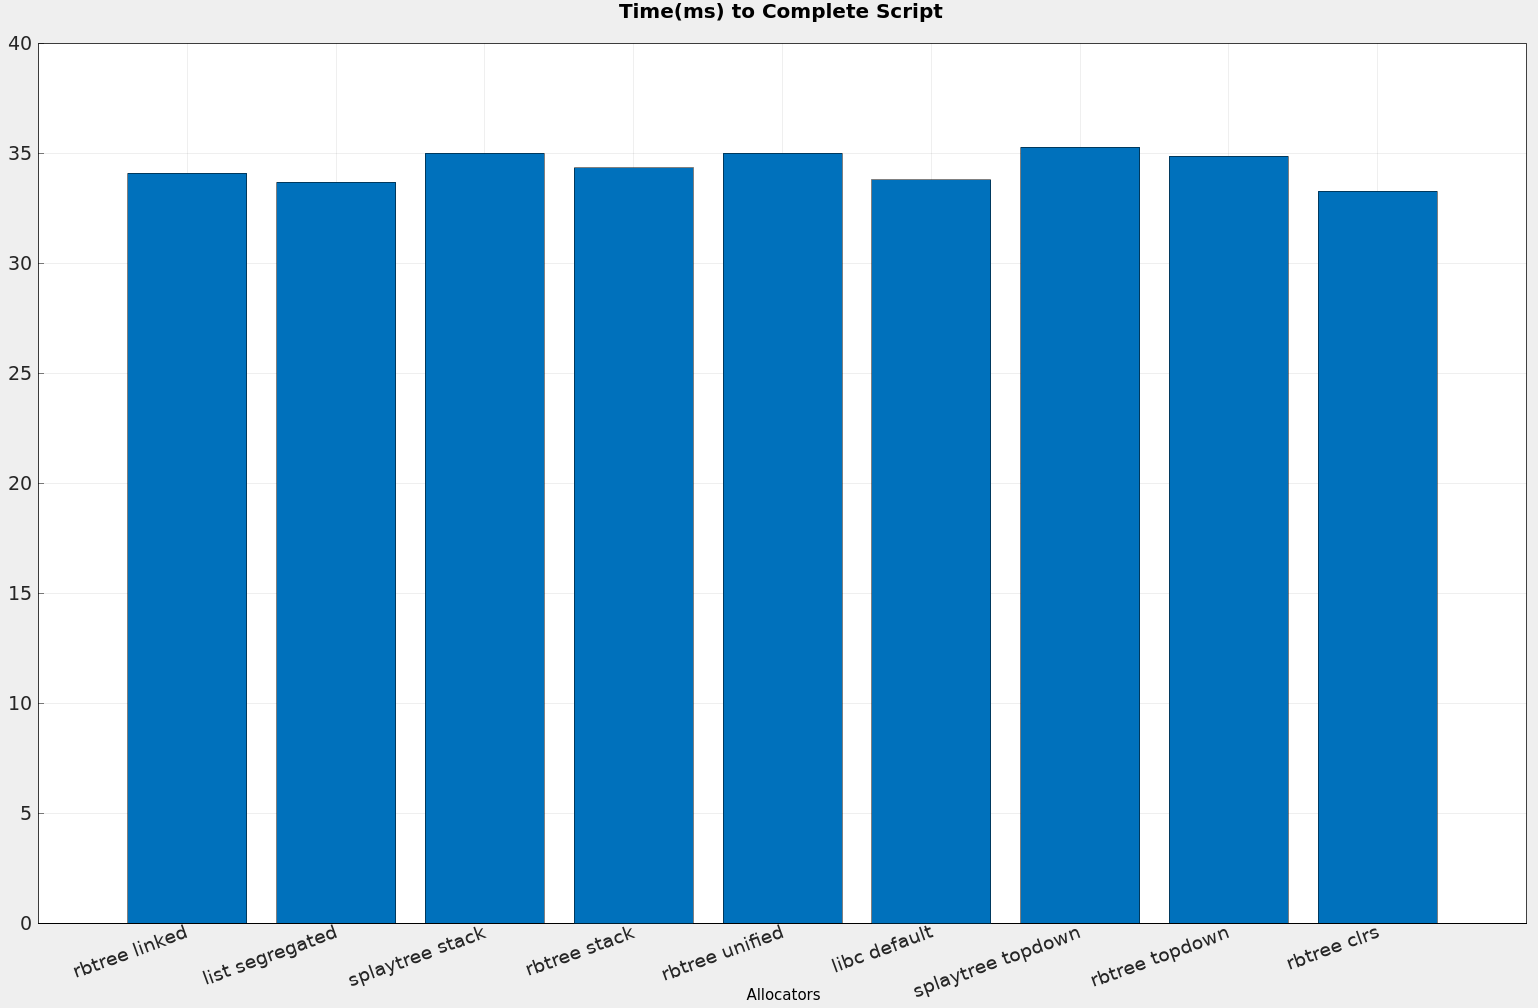 Time(ms) to Complete Script
40
35
30
25
20
15
10
5
0
rbtree linked
list segregated
splaytree stack
rbtree stack
rbtree unified
libc default
splaytree topdown
rbtree topdown
rbtree clrs
Allocators